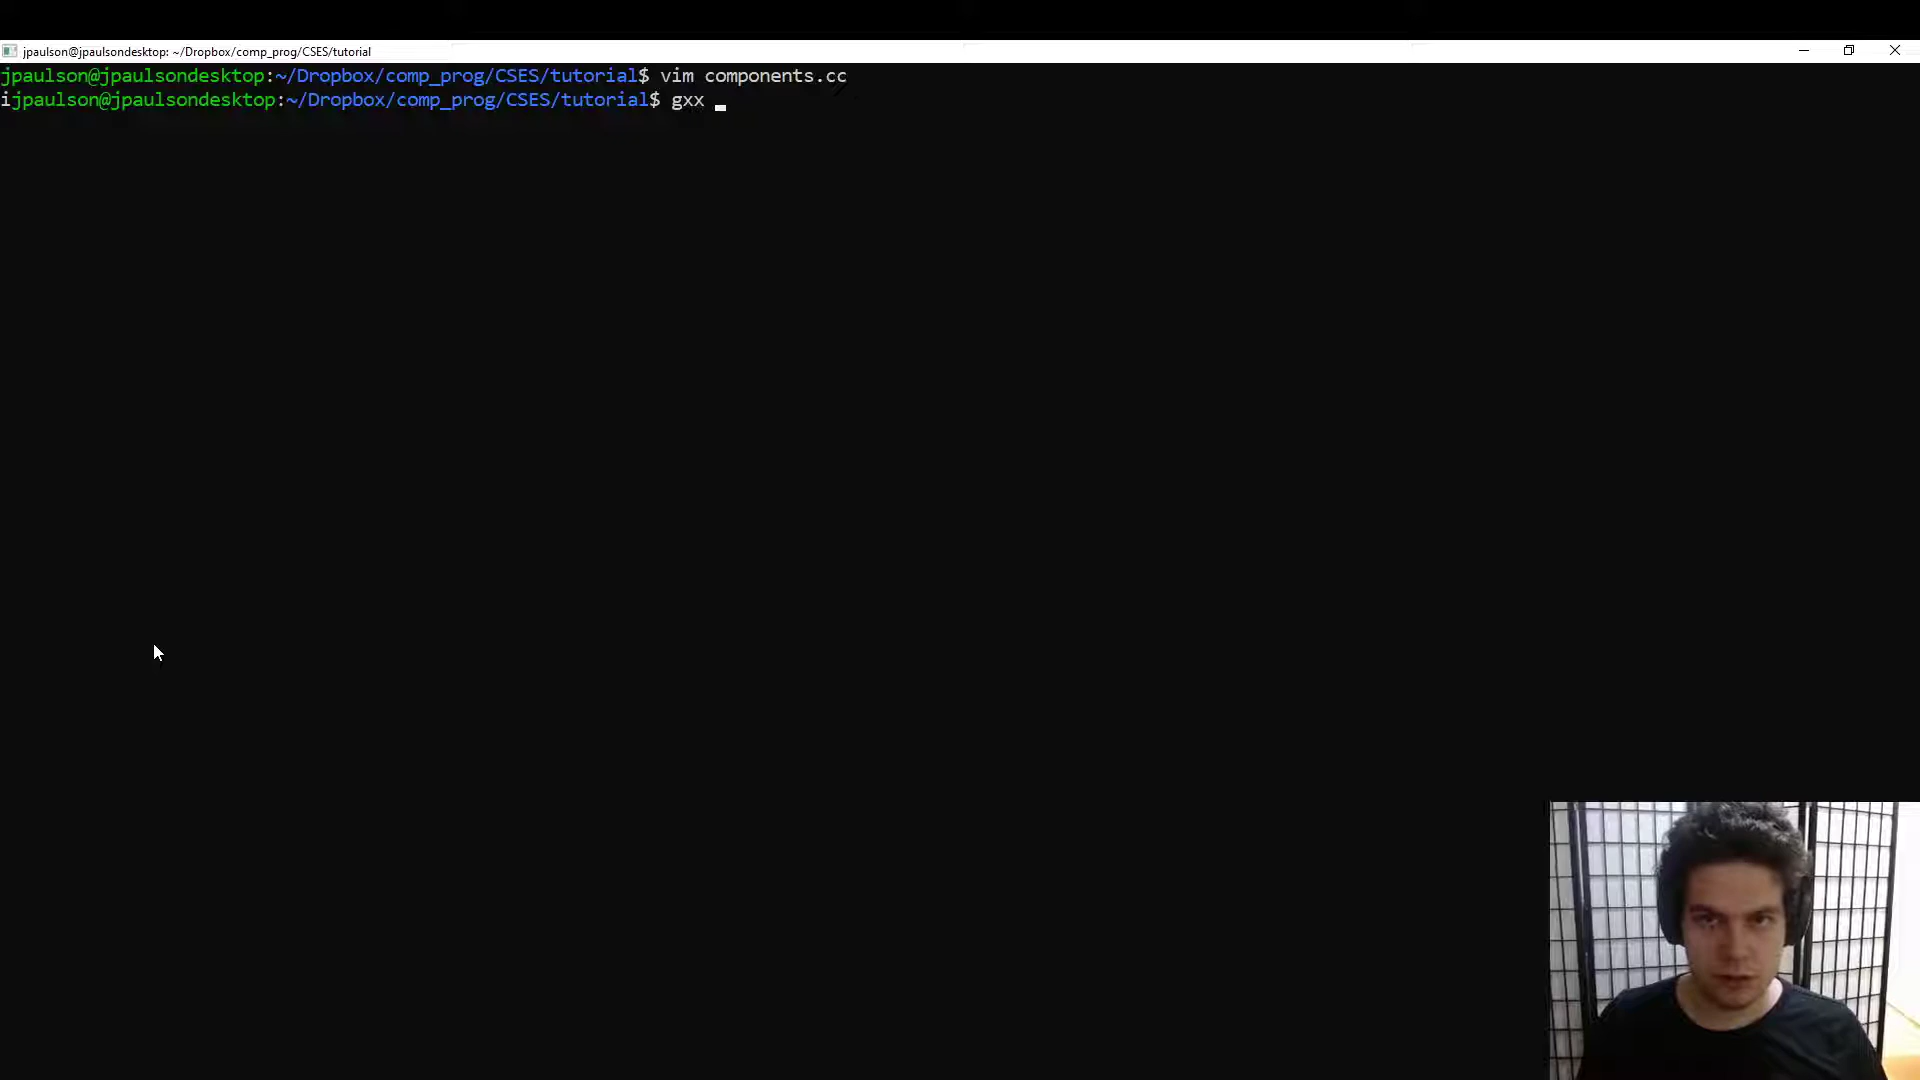 jpaulson@jpaulsondesktop: ~/Dropbox/comp_prog/CSES/tutorial
jpaulson@jpaulsondesktop:~/Dropbox/comp_prog/CSES/tutorial$ vim components.cc
ijpaulson@jpaulsondesktop:~/Dropbox/comp_prog/CSES/tutorial$ gxx